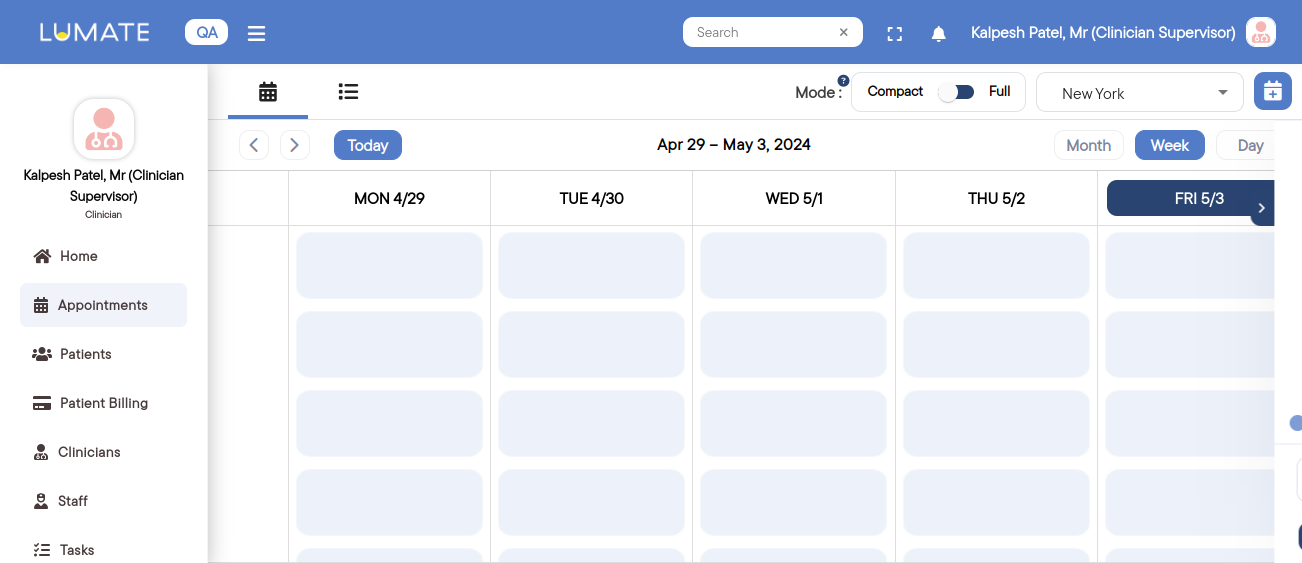 LUMATE QA Search Kalpesh Patel, Mr (Clinician Supervisor)
Mode : ? Compact Full New York
Kalpesh Patel, Mr (Clinician
Supervisor)
Clinician
Home
Appointments
Patients
Patient Billing
Clinicians
Staff
Tasks
Today Apr 29 – May 3, 2024 Month Week Day
MON 4/29 TUE 4/30 WED 5/1 THU 5/2 FRI 5/3